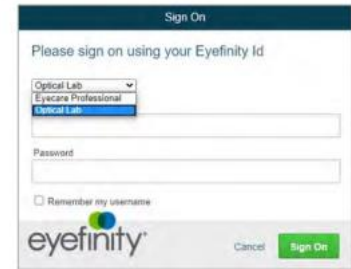 Sign On
Please sign on using your Eyefinity Id
Optical Lab
Eyecare Professional
Optical Lab
Password
Remember my username
eyefinity
Cancel
Sign On